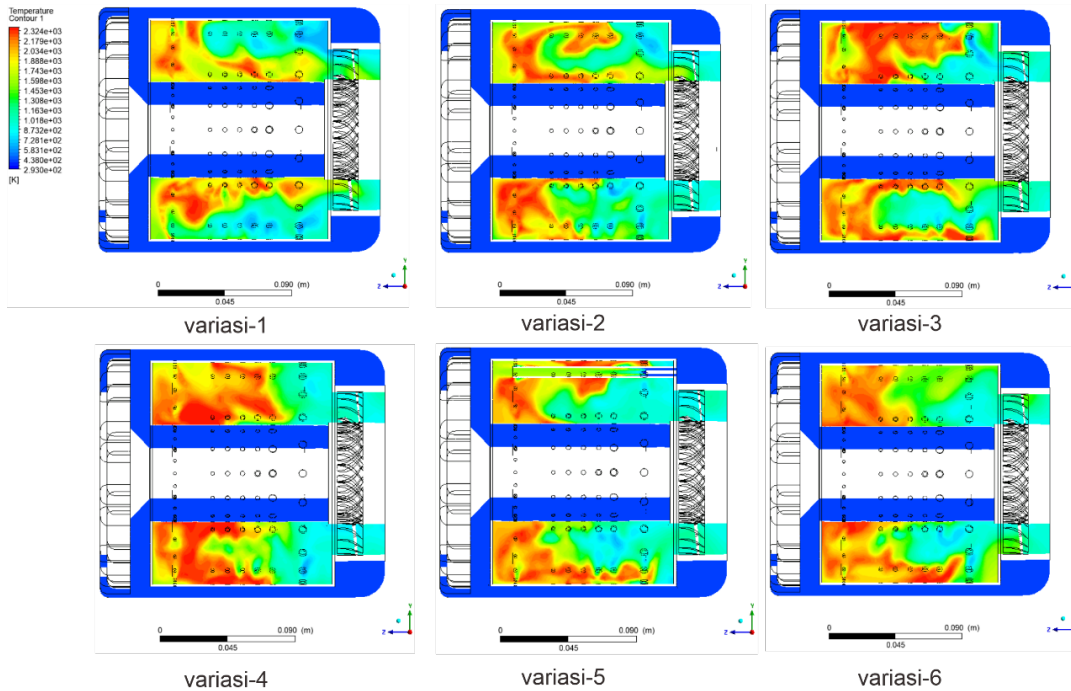 Temperature
Contour 1
2.324e+03
2.179e+03
2.034e+03
1.888e+03
1.743e+03
1.598e+03
1.453e+03
1.308e+03
1.163e+03
1.018e+03
8.732e+02
7.281e+02
5.831e+02
4.380e+02
2.930e+02
[K]
0 0.090 (m)
0.045
Y
Z
0 0.090 (m)
0.045
Y
Z
0 0.090 (m)
0.045
Z
variasi-1 variasi-2 variasi-3
0 0.090 (m)
0.045
Y
Z
0 0.090 (m)
0.045
Y
Z
0 0.090 (m)
0.045
Z
variasi-4 variasi-5 variasi-6